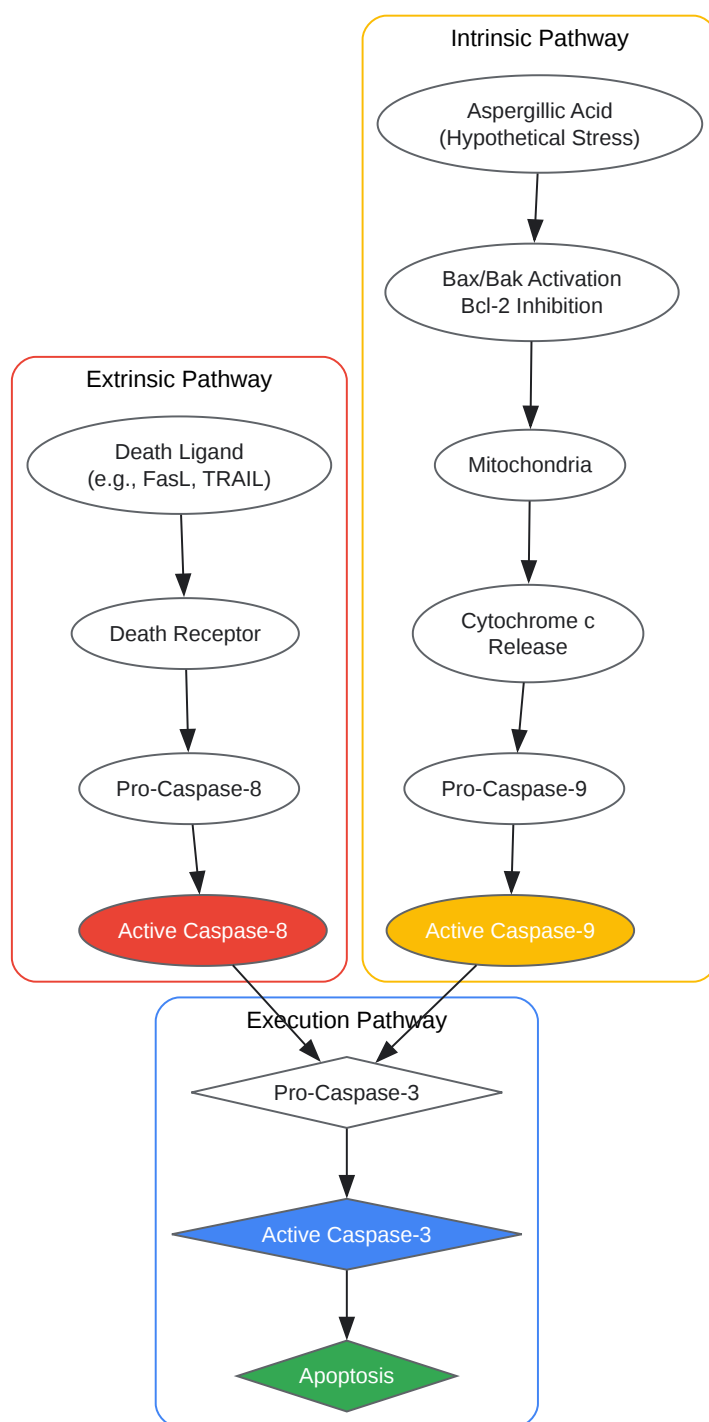 Intrinsic Pathway
Aspergillic Acid
(Hypothetical Stress)
Bax/Bak Activation
Bcl-2 Inhibition
Mitochondria
Cytochrome c
Release
Pro-Caspase-9
Active Caspase-9
Extrinsic Pathway
Death Ligand
(e.g., FasL, TRAIL)
Death Receptor
Pro-Caspase-8
Active Caspase-8
Execution Pathway
Pro-Caspase-3
Active Caspase-3
Apoptosis